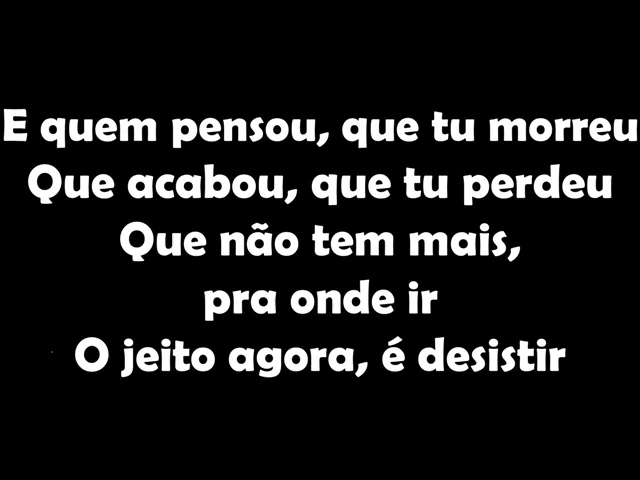 E quem pensou, que tu morreu
Que acabou, que tu perdeu
Que não tem mais,
pra onde ir
O jeito agora, é desistir